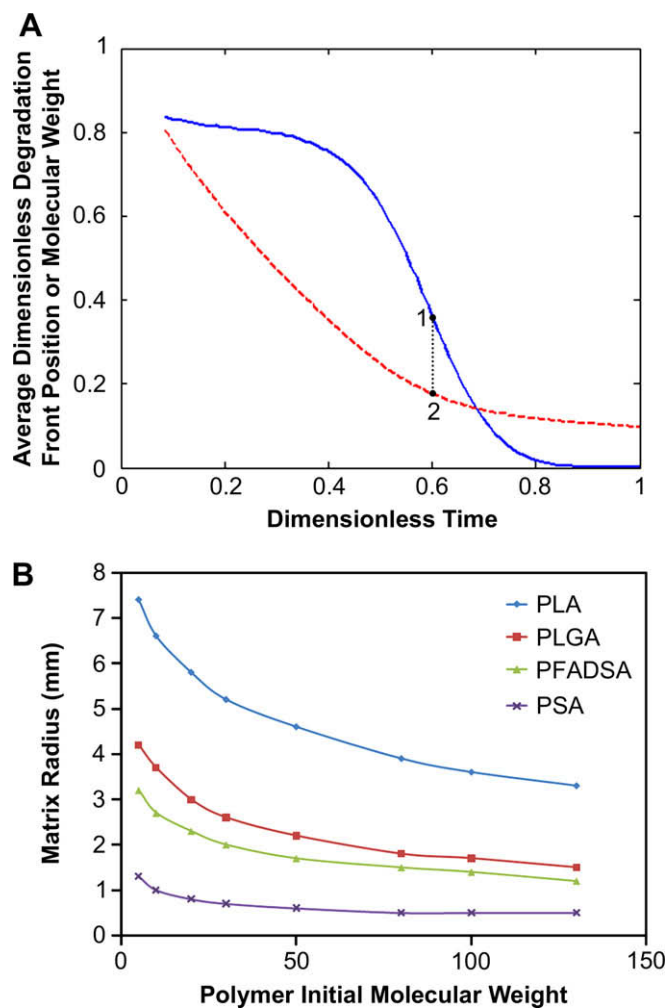 A
Average Dimensionless Degradation
Front Position or Molecular Weight
1
0.8
0.6
0.4
0.2
0
1
2
0
0.2
0.4
0.6
0.8
1
Dimensionless Time
B
Matrix Radius (mm)
8
7
6
5
4
3
2
1
0
PLA
PLGA
PFADSA
PSA
0
50
100
150
Polymer Initial Molecular Weight